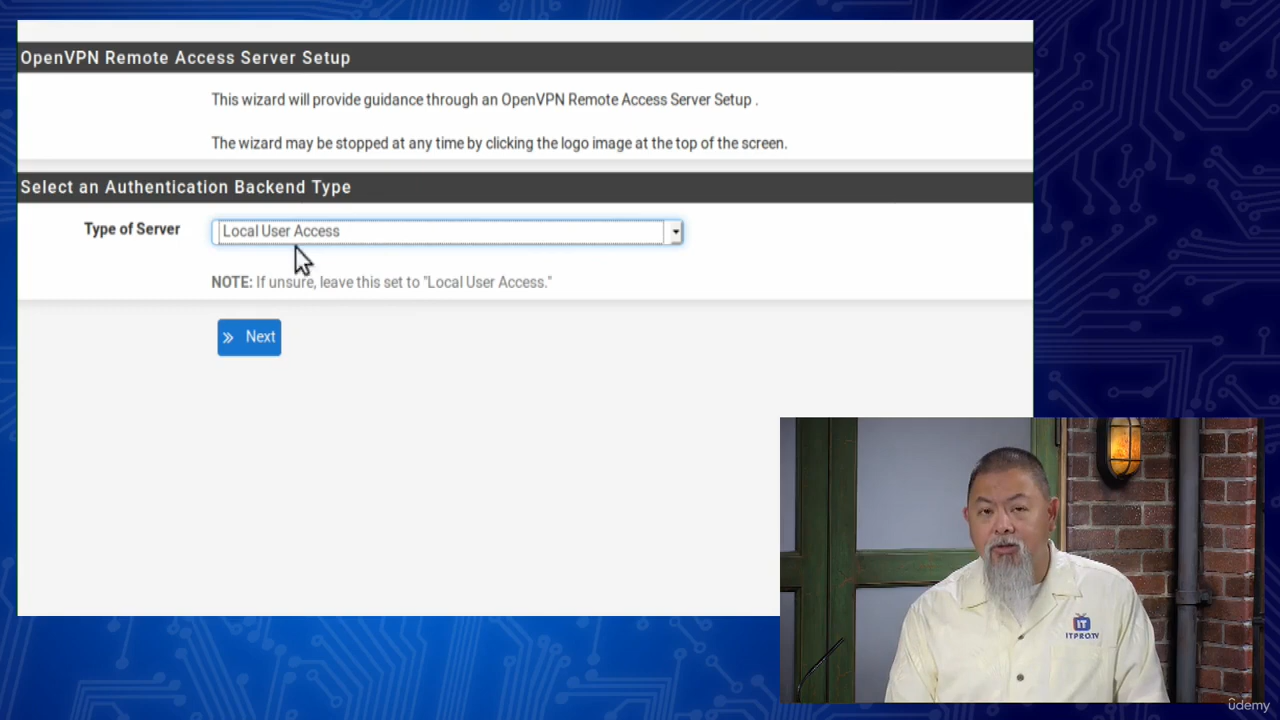 OpenVPN Remote Access Server Setup
This wizard will provide guidance through an OpenVPN Remote Access Server Setup .
The wizard may be stopped at any time by clicking the logo image at the top of the screen.
Select an Authentication Backend Type
Type of Server
Local User Access
NOTE: If unsure, leave this set to "Local User Access."
Next
IT
ITPRO.TV
ûdemy